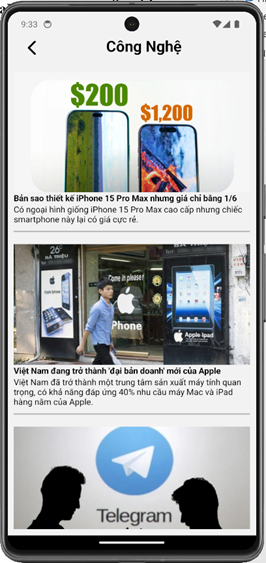 9:33
Công Nghệ
$200
$1,200
Bản sao thiết kế iPhone 15 Pro Max nhưng giá chỉ bằng 1/6
Có ngoại hình giống iPhone 15 Pro Max cao cấp nhưng chiếc
smartphone này lại có giá cực rẻ.
26C
BÀ TRIỆU
Come in please!
iPhone
Apple Ipad
Việt Nam đang trở thành 'đại bản doanh' mới của Apple
Việt Nam đã trở thành một trung tâm sản xuất máy tính quan
trọng, có khả năng đáp ứng 40% nhu cầu máy Mac và iPad
hàng năm của Apple.
Telegram